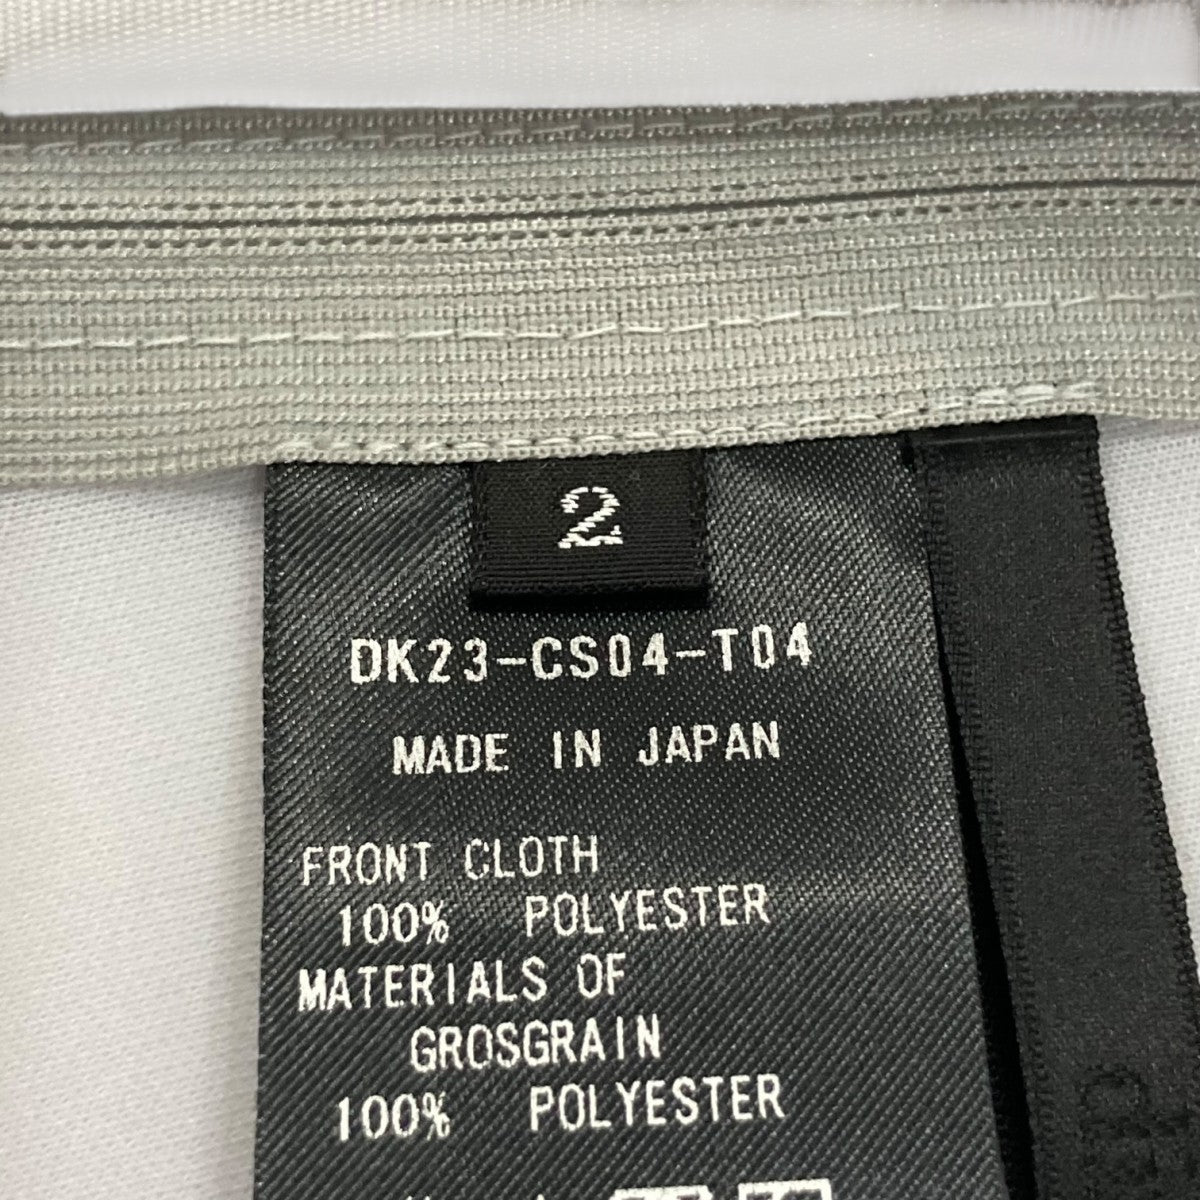 2
DK23-CS04-T04
MADE IN JAPAN
FRONT CLOTH
100% POLYESTER
MATERIALS OF
GROSGRAIN
100% POLYESTER